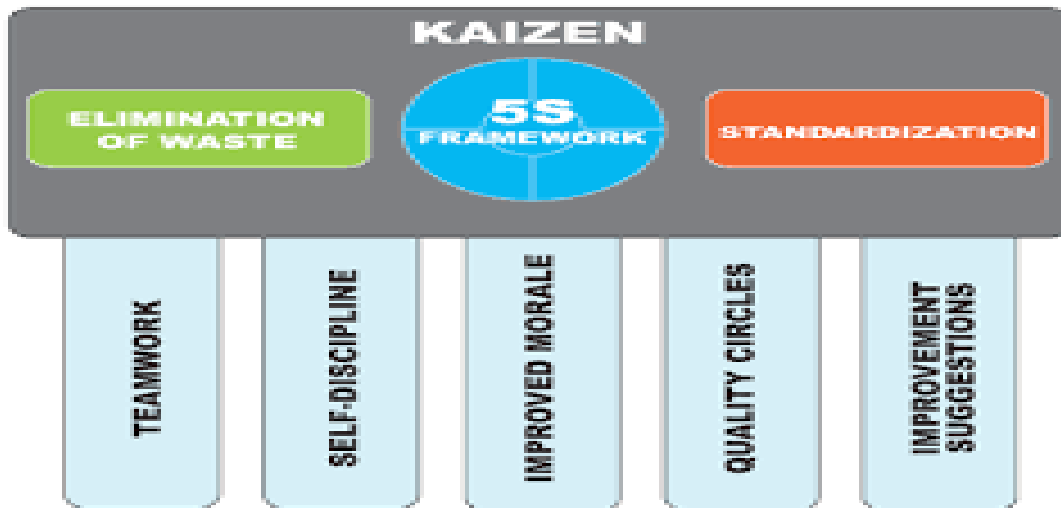 KAIZEN
ELIMINATION
OF WASTE
5S
FRAMEWORK
STANDARDIZATION
TEAMWORK
SELF-DISCIPLINE
IMPROVED MORALE
QUALITY CIRCLES
IMPROVEMENT
SUGGESTIONS